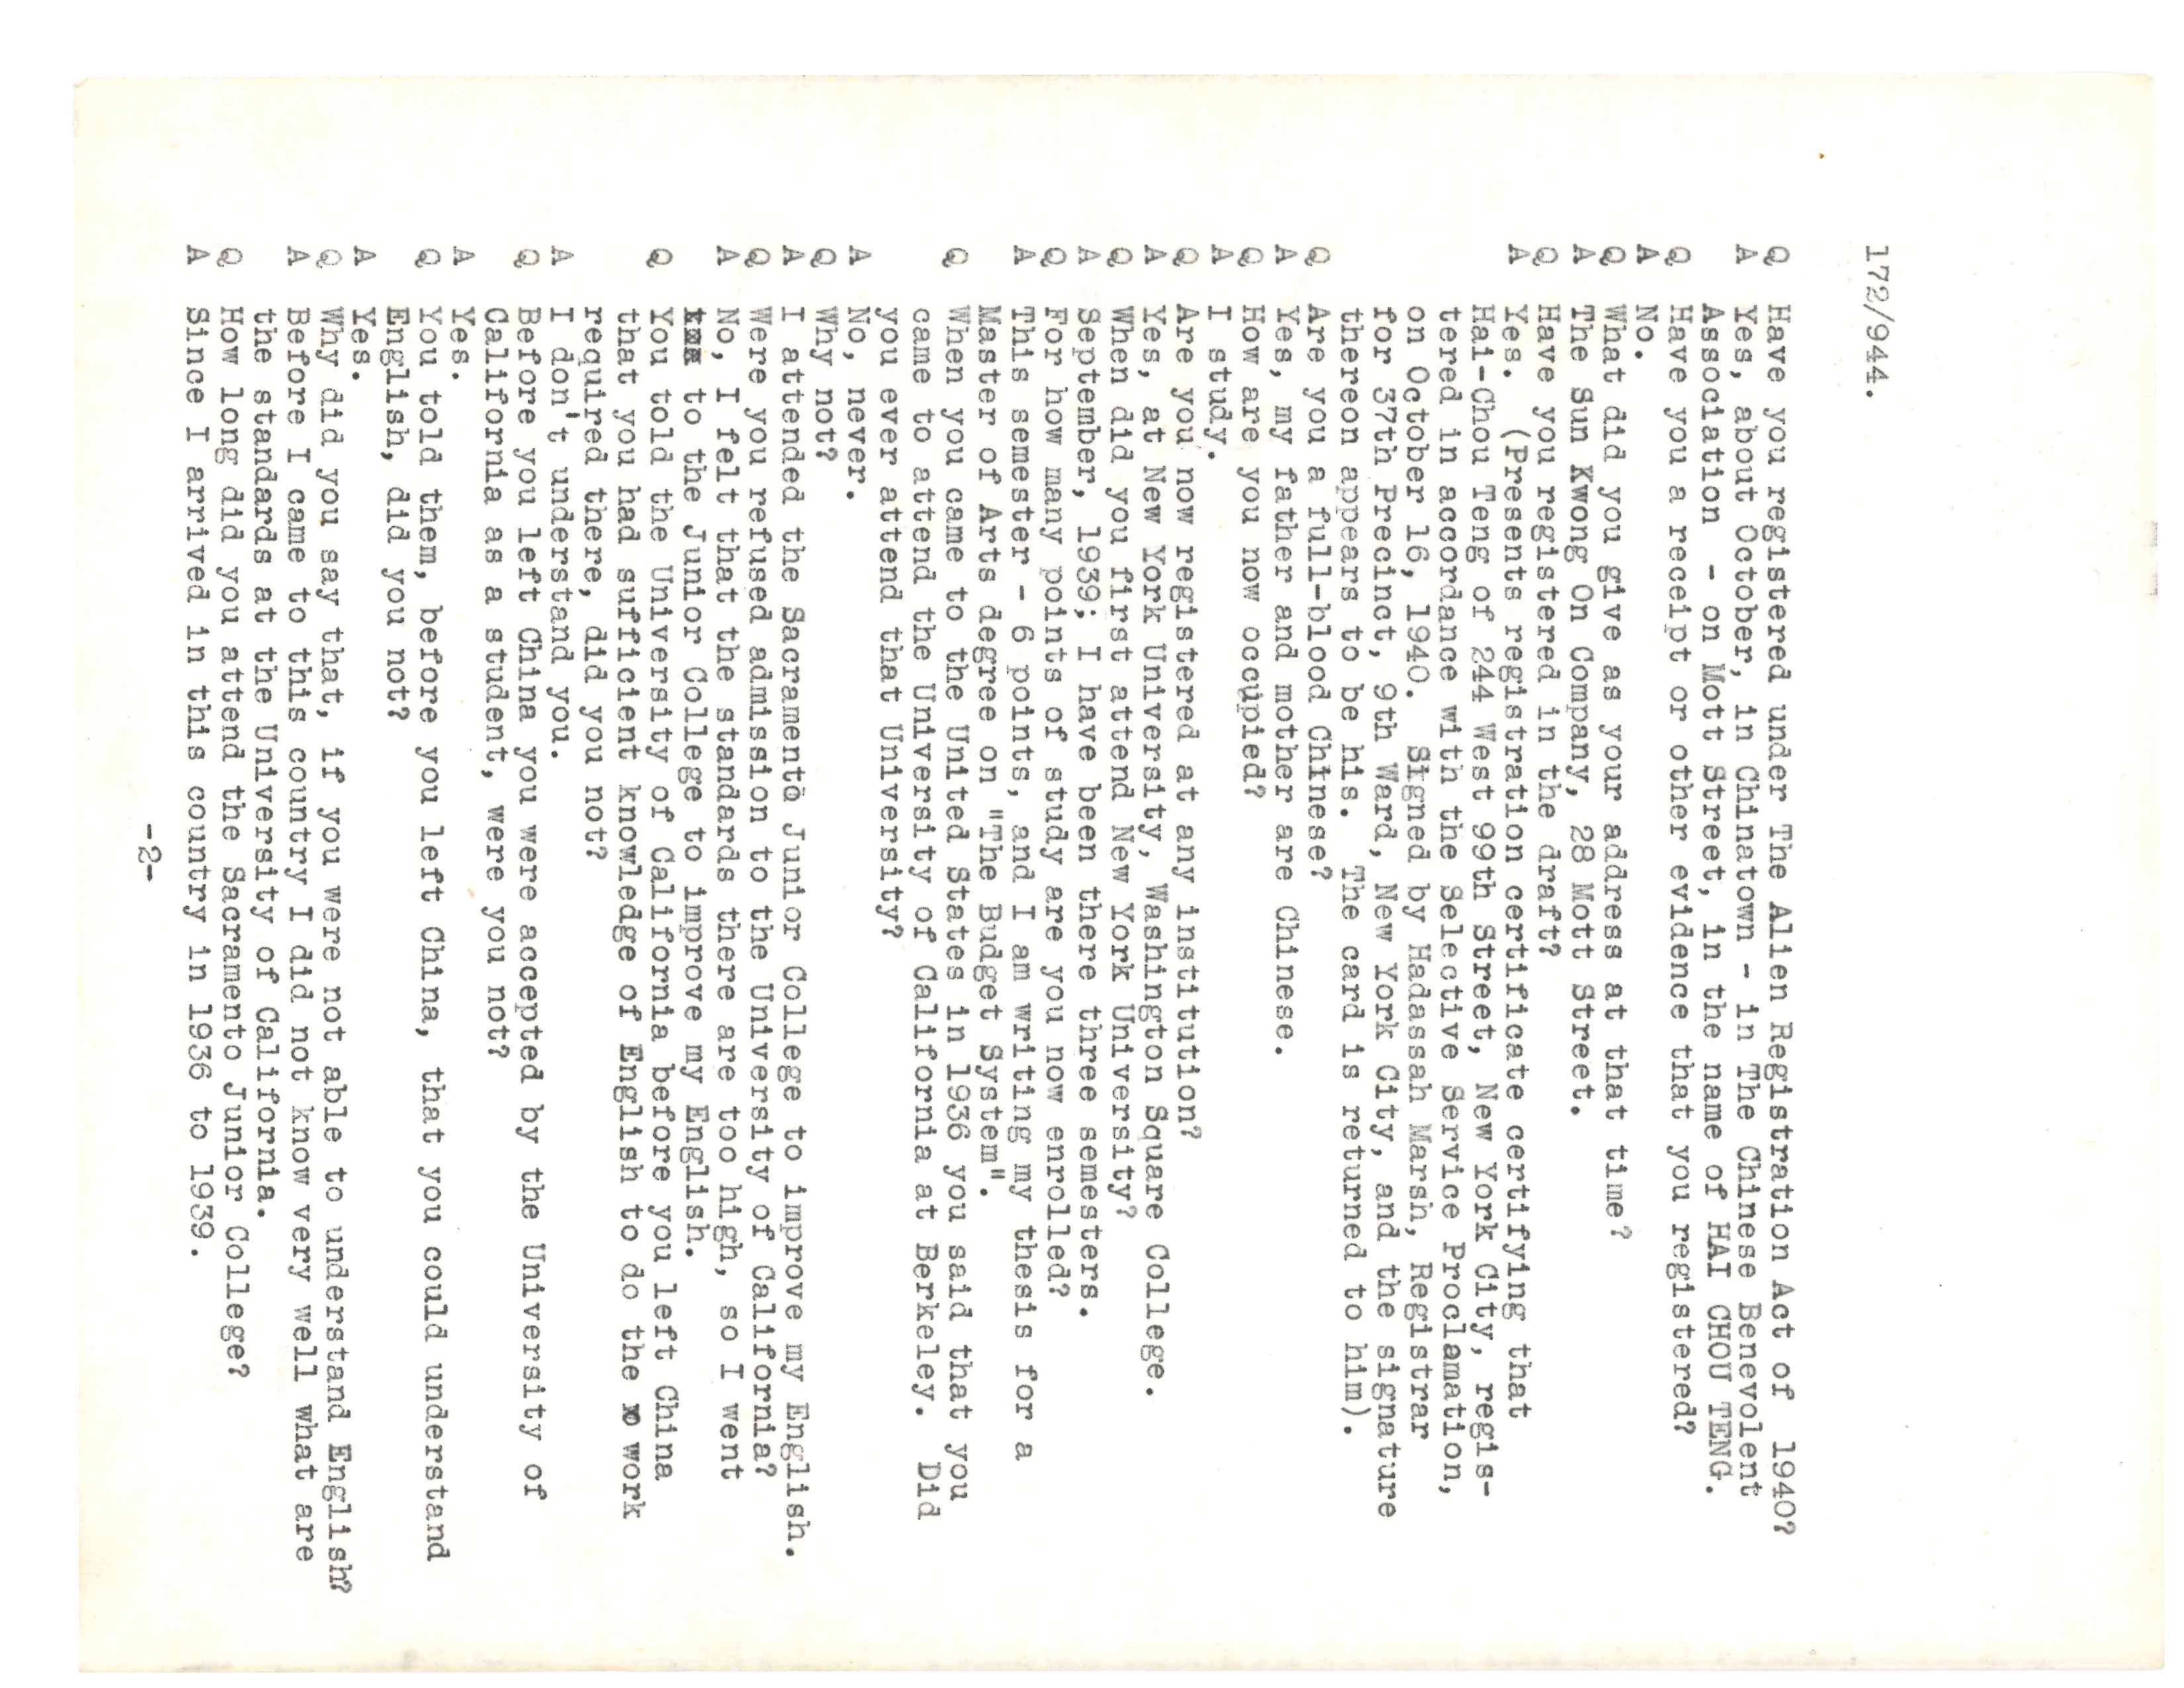 172/944.
Q Have you registered under The Alien Registration Act of 1940?
A Yes, about October, in Chinatown - in The Chinese Benevolent
Association - on Mott Street, in the name of HAI CHOU TENG.
Q Have you a receipt or other evidence that you registered?
A No.
Q What did you give as your address at that time?
A The Sun Kwong On Company, 28 Mott Street.
Q Have you registered in the draft?
A Yes. (Presents registration certificate certifying that
Hai-Chou Teng of 244 West 99th Street, New York City, regis-
tered in accordance with the Selective Service Proclamation,
on October 16, 1940. Signed by Hadassah Marsh, Registrar
for 37th Precinct, 9th Ward, New York City, and the signature
thereon appears to be his. The card is returned to him).
Q Are you a full-blood Chinese?
A Yes, my father and mother are Chinese.
Q How are you now occupied?
A I study.
Q Are you now registered at any institution?
A Yes, at New York University, Washington Square College.
Q When did you first attend New York University?
A September, 1939; I have been there three semesters.
Q For how many points of study are you now enrolled?
A This semester - 6 points, and I am writing my thesis for a
Master of Arts degree on "The Budget System".
Q When you came to the United States in 1936 you said that you
came to attend the University of California at Berkeley. Did
you ever attend that University?
A No, never.
Q Why not?
A I attended the Sacramento Junior College to improve my English.
Q Were you refused admission to the University of California?
A No, I felt that the standards there are too high, so I went
to the Junior College to improve my English.
Q You told the University of California before you left China
that you had sufficient knowledge of English to do the work
required there, did you not?
A I don't understand you.
Q Before you left China you were accepted by the University of
California as a student, were you not?
A Yes.
Q You told them, before you left China, that you could understand
English, did you not?
A Yes.
Q Why did you say that, if you were not able to understand English?
A Before I came to this country I did not know very well what are
the standards at the University of California.
Q How long did you attend the Sacramento Junior College?
A Since I arrived in this country in 1936 to 1939.
-2-